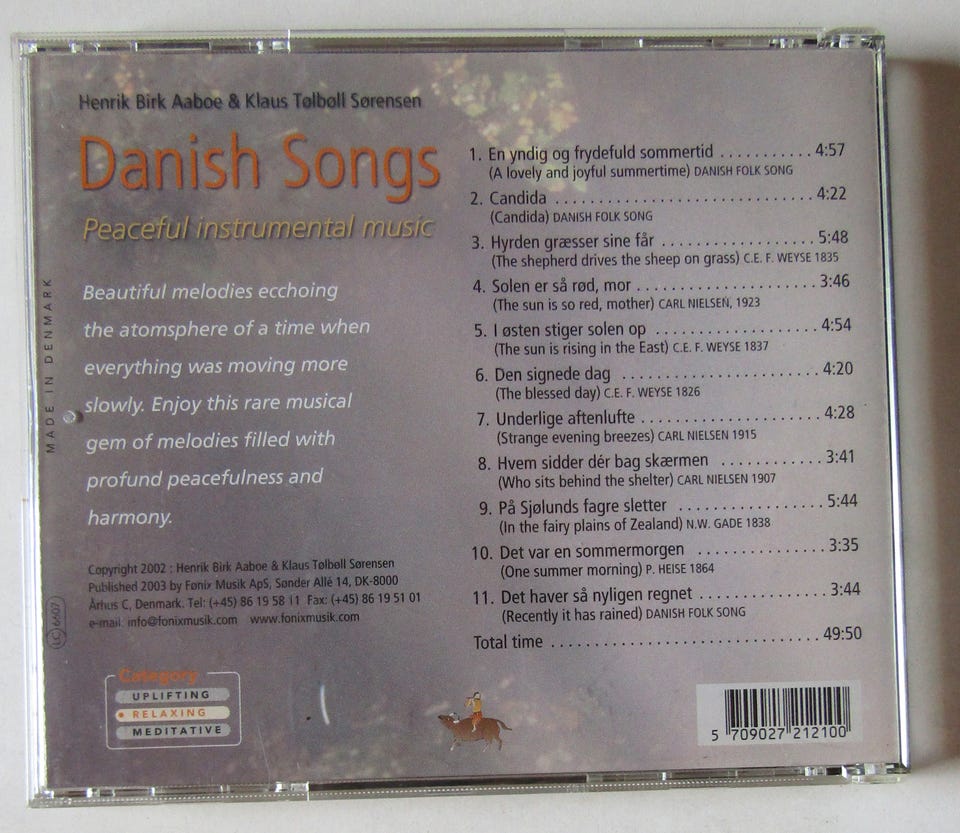 Henrik Birk Aaboe & Klaus Tølbøll Sørensen
Danish Songs
Peaceful instrumental music
Beautiful melodies ecchoing
the atomsphere of a time when
everything was moving more
slowly. Enjoy this rare musical
gem of melodies filled with
profund peacefulness and
harmony.
MADE IN DENMARK
Copyright 2002 : Henrik Birk Aaboe & Klaus Tølbøll Sørensen
Published 2003 by Fønix Musik ApS, Sønder Allé 14, DK-8000
Århus C, Denmark. Tel: (+45) 86 19 58 11 Fax: (+45) 86 19 51 01
e-mail: info@fonixmusik.com www.fonixmusik.com
LC 6607
Category
UPLIFTING
• RELAXING
MEDITATIVE
1. En yndig og frydefuld sommertid ........... 4:57
(A lovely and joyful summertime) DANISH FOLK SONG
2. Candida ............................. 4:22
(Candida) DANISH FOLK SONG
3. Hyrden græsser sine får .................. 5:48
(The shepherd drives the sheep on grass) C.E. F. WEYSE 1835
4. Solen er så rød, mor ..................... 3:46
(The sun is so red, mother) CARL NIELSEN, 1923
5. I østen stiger solen op ................... 4:54
(The sun is rising in the East) C.E. F. WEYSE 1837
6. Den signede dag ....................... 4:20
(The blessed day) C.E. F. WEYSE 1826
7. Underlige aftenlufte ..................... 4:28
(Strange evening breezes) CARL NIELSEN 1915
8. Hvem sidder dér bag skærmen ............ 3:41
(Who sits behind the shelter) CARL NIELSEN 1907
9. På Sjølunds fagre sletter ................. 5:44
(In the fairy plains of Zealand) N.W. GADE 1838
10. Det var en sommermorgen ............... 3:35
(One summer morning) P. HEISE 1864
11. Det haver så nyligen regnet ............... 3:44
(Recently it has rained) DANISH FOLK SONG
Total time ............................... 49:50
5 709027 212100